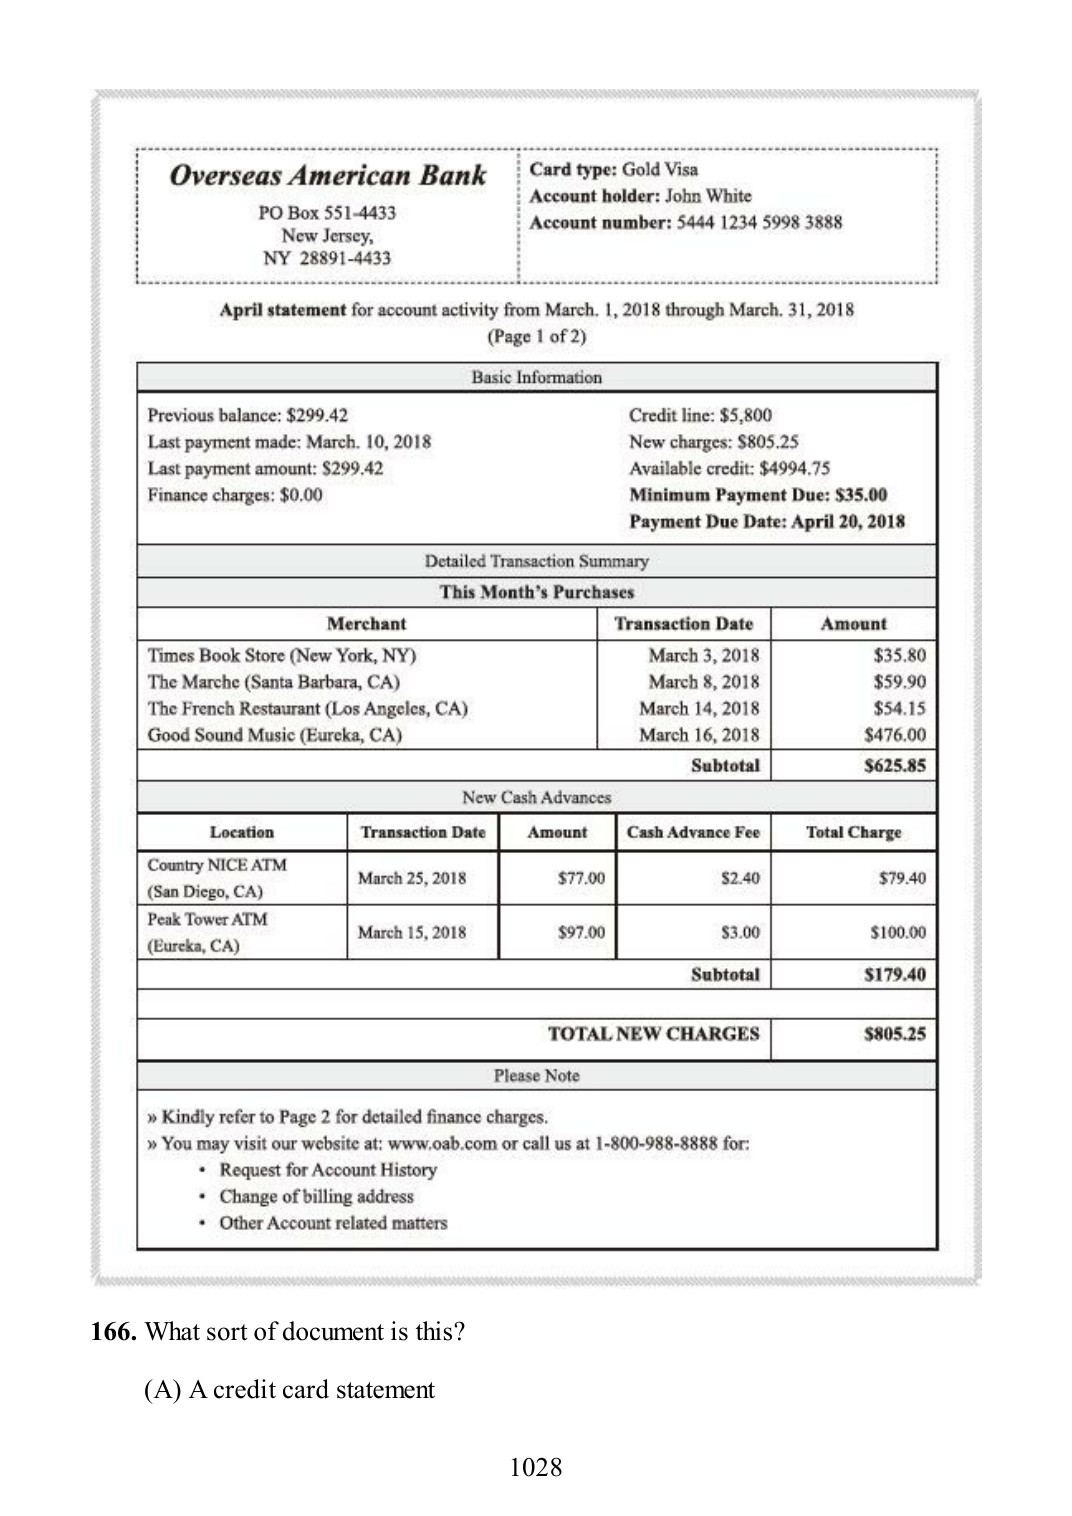 Overseas American Bank
PO Box 551-4433
New Jersey,
NY 28891-4433
Card type: Gold Visa
Account holder: John White
Account number: 5444 1234 5998 3888
April statement for account activity from March. 1, 2018 through March. 31, 2018
(Page 1 of 2)
Basic Information
Previous balance: $299.42
Last payment made: March. 10, 2018
Last payment amount: $299.42
Finance charges: $0.00
Credit line: $5,800
New charges: $805.25
Available credit: $4994.75
Minimum Payment Due: $35.00
Payment Due Date: April 20, 2018
Detailed Transaction Summary
This Month's Purchases
Merchant Transaction Date Amount
Times Book Store (New York, NY) March 3, 2018 $35.80
The Marche (Santa Barbara, CA) March 8, 2018 $59.90
The French Restaurant (Los Angeles, CA) March 14, 2018 $54.15
Good Sound Music (Eureka, CA) March 16, 2018 $476.00
Subtotal $625.85
New Cash Advances
Location Transaction Date Amount Cash Advance Fee Total Charge
Country NICE ATM
(San Diego, CA) March 25, 2018 $77.00 $2.40 $79.40
Peak Tower ATM
(Eureka, CA) March 15, 2018 $97.00 $3.00 $100.00
Subtotal $179.40
TOTAL NEW CHARGES $805.25
Please Note
» Kindly refer to Page 2 for detailed finance charges.
» You may visit our website at: www.oab.com or call us at 1-800-988-8888 for:
• Request for Account History
• Change of billing address
• Other Account related matters
166. What sort of document is this?
(A) A credit card statement
1028